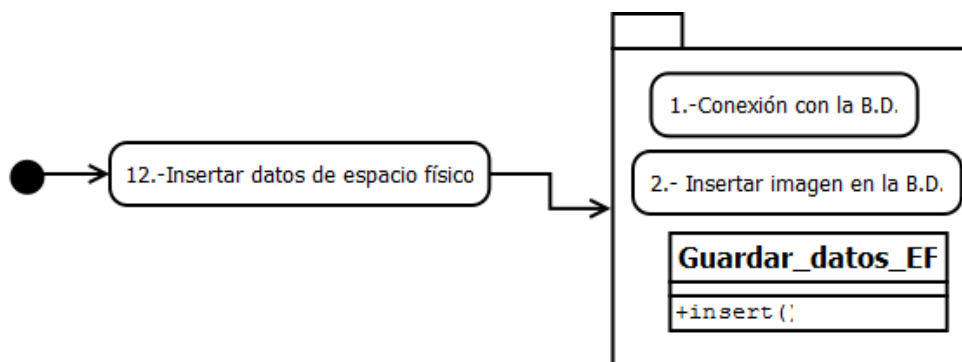 12.-Insertar datos de espacio físico
1.-Conexión con la B.D.
2.- Insertar imagen en la B.D.
Guardar_datos_EF
+insert()